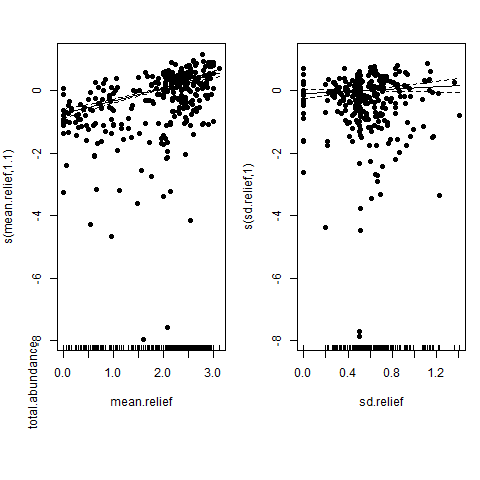 s(mean.relief,1.1)
0
-2
-4
-6
-8
0.0 1.0 2.0 3.0
mean.relief
total.abundance
s(sd.relief,1)
0
-2
-4
-6
-8
0.0 0.4 0.8 1.2
sd.relief